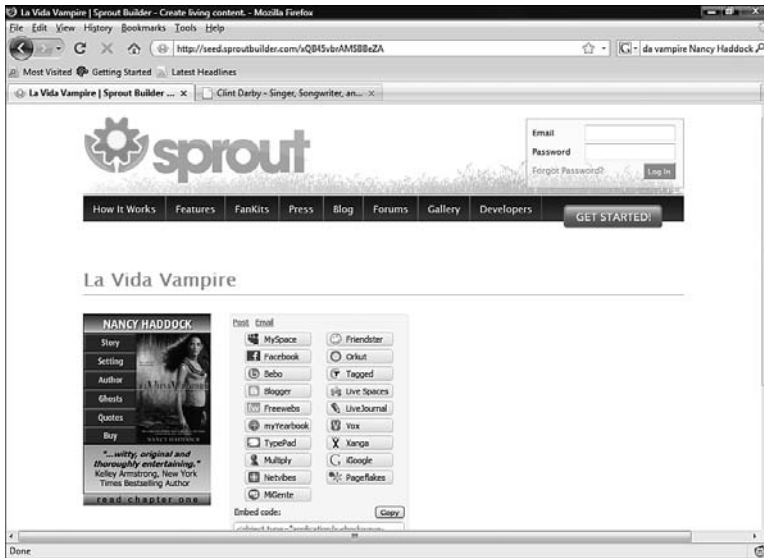 La Vida Vampire | Sprout Builder - Create living content. - Mozilla Firefox
File Edit View History Bookmarks Tools Help
http://seed.sproutbuilder.com/xQB45vbrAMSBBeZA
da vampire Nancy Haddock
Most Visited Getting Started Latest Headlines
La Vida Vampire | Sprout Builder ... x
Clint Darby - Singer, Songwriter, an... x
sprout
Email
Password
Forgot Password?
Log In
How It Works Features FanKits Press Blog Forums Gallery Developers
GET STARTED!
La Vida Vampire
NANCY HADDOCK
Story
Setting
Author
Ghosts
Quotes
Buy
La Vida Vampire
NANCY HADDOCK
"...witty, original and
thoroughly entertaining."
Kelley Armstrong, New York
Times Bestselling Author
read chapter one
Post Email
MySpace Friendster
Facebook Orkut
Bebo Tagged
Blogger Live Spaces
Freewebs LiveJournal
myYearbook Vox
TypePad Xanga
Multiply iGoogle
Netvibes Pageflakes
MiGente
Embed code: Copy
Done